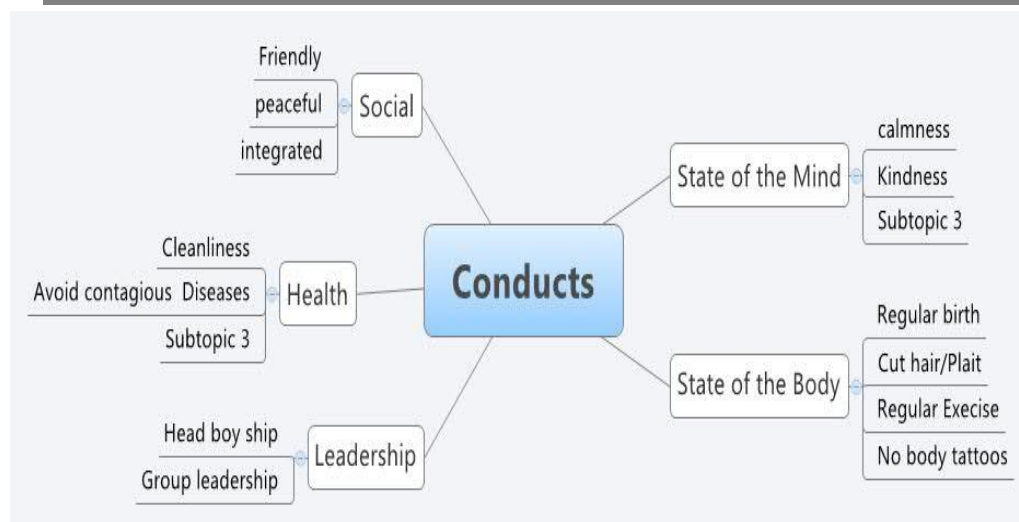 Friendly
peaceful
integrated
Social
Cleanliness
Avoid contagious Diseases
Subtopic 3
Health
Head boy ship
Group leadership
Leadership
Conducts
State of the Mind
calmness
Kindness
Subtopic 3
State of the Body
Regular birth
Cut hair/Plait
Regular Execise
No body tattoos